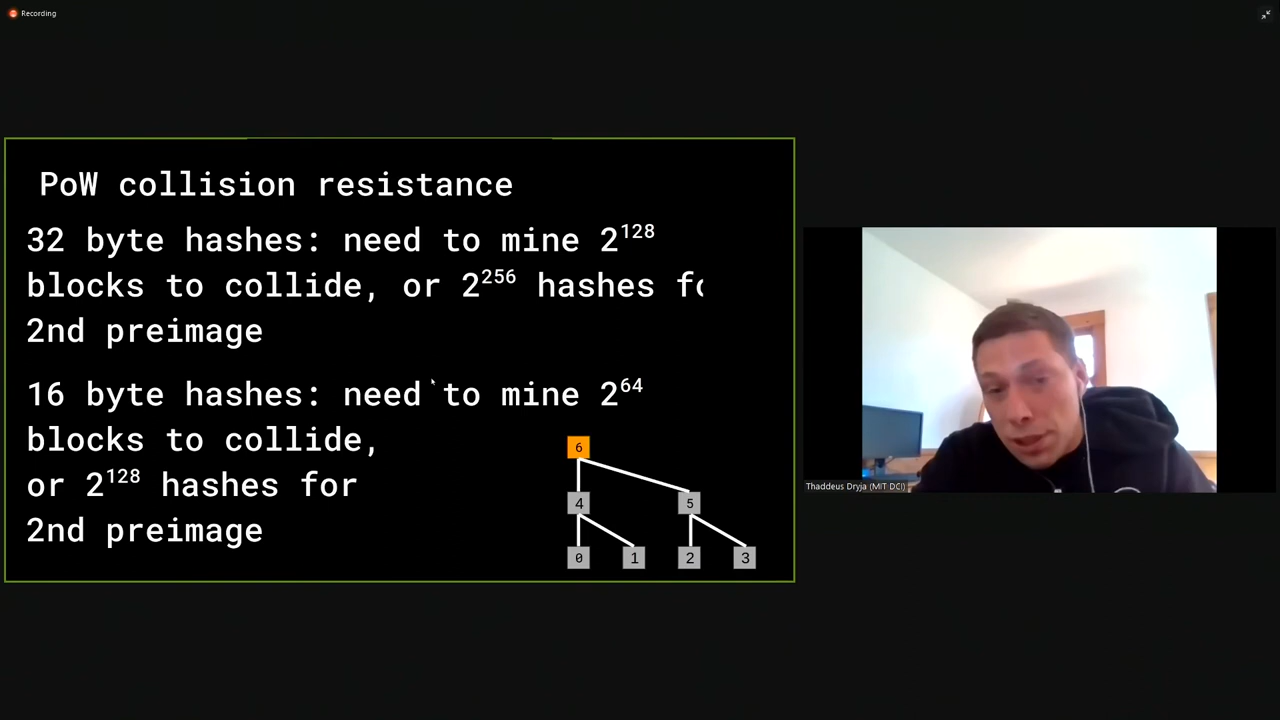 Recording
PoW collision resistance
32 byte hashes: need to mine 2¹²⁸
blocks to collide, or 2²⁵⁶ hashes
2nd preimage
16 byte hashes: need to mine 2⁶⁴
blocks to collide,
or 2¹²⁸ hashes for
2nd preimage
6
4 5
0 1 2 3
Thaddeus Dryja (MIT DCI)